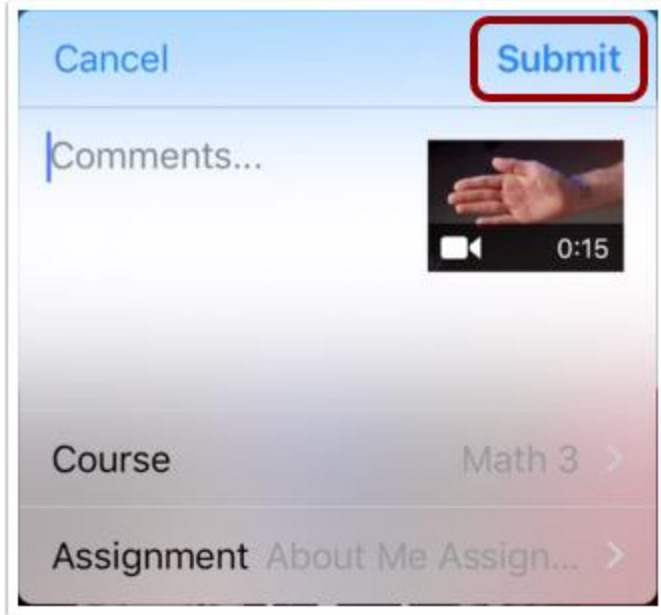 Cancel Submit
Comments...
0:15
Course Math 3
Assignment About Me Assign...